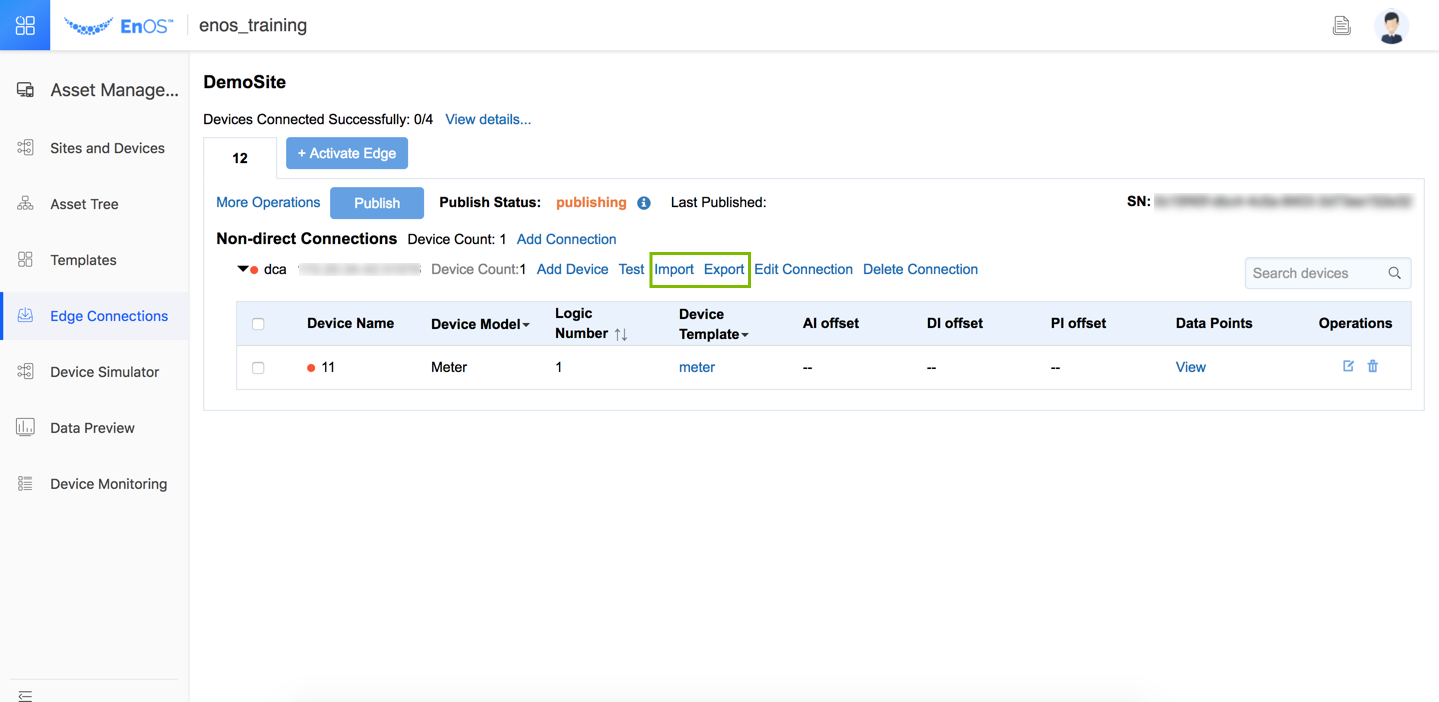 EnOS™ enos_training
Asset Manage...
Sites and Devices
Asset Tree
Templates
Edge Connections
Device Simulator
Data Preview
Device Monitoring
DemoSite
Devices Connected Successfully: 0/4 View details...
12 + Activate Edge
More Operations Publish Publish Status: publishing Last Published: SN:
Non-direct Connections Device Count: 1 Add Connection
dca Device Count:1 Add Device Test Import Export Edit Connection Delete Connection Search devices
Device Name Device Model Logic Number Device Template AI offset DI offset PI offset Data Points Operations
11 Meter 1 meter -- -- -- View